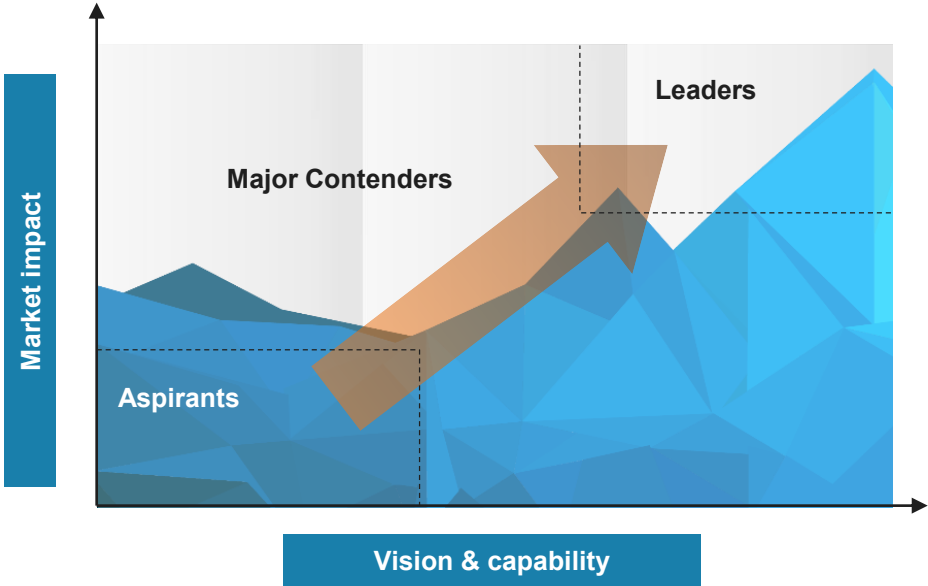 Leaders
Major Contenders
Market impact
Aspirants
Vision & capability